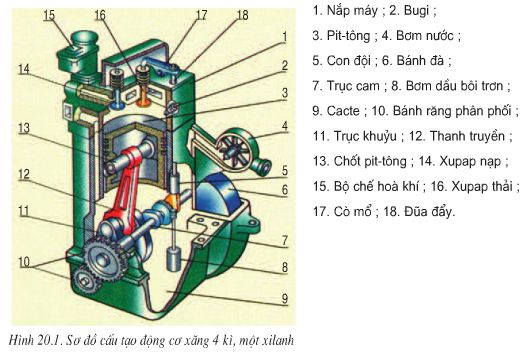 15
16
17
18
1
2
14
3
4
13
5
6
12
7
11
8
10
9
1. Nắp máy ; 2. Bugi ;
3. Pit-tông ; 4. Bơm nước ;
5. Con đội ; 6. Bánh đà ;
7. Trục cam ; 8. Bơm dầu bôi trơn ;
9. Cacte ; 10. Bánh răng phân phối ;
11. Trục khuỷu ; 12. Thanh truyền ;
13. Chốt pit-tông ; 14. Xupap nạp ;
15. Bộ chế hoà khí ; 16. Xupap thải ;
17. Cò mổ ; 18. Đũa đẩy.
Hình 20.1. Sơ đồ cấu tạo động cơ xăng 4 kì, một xilanh